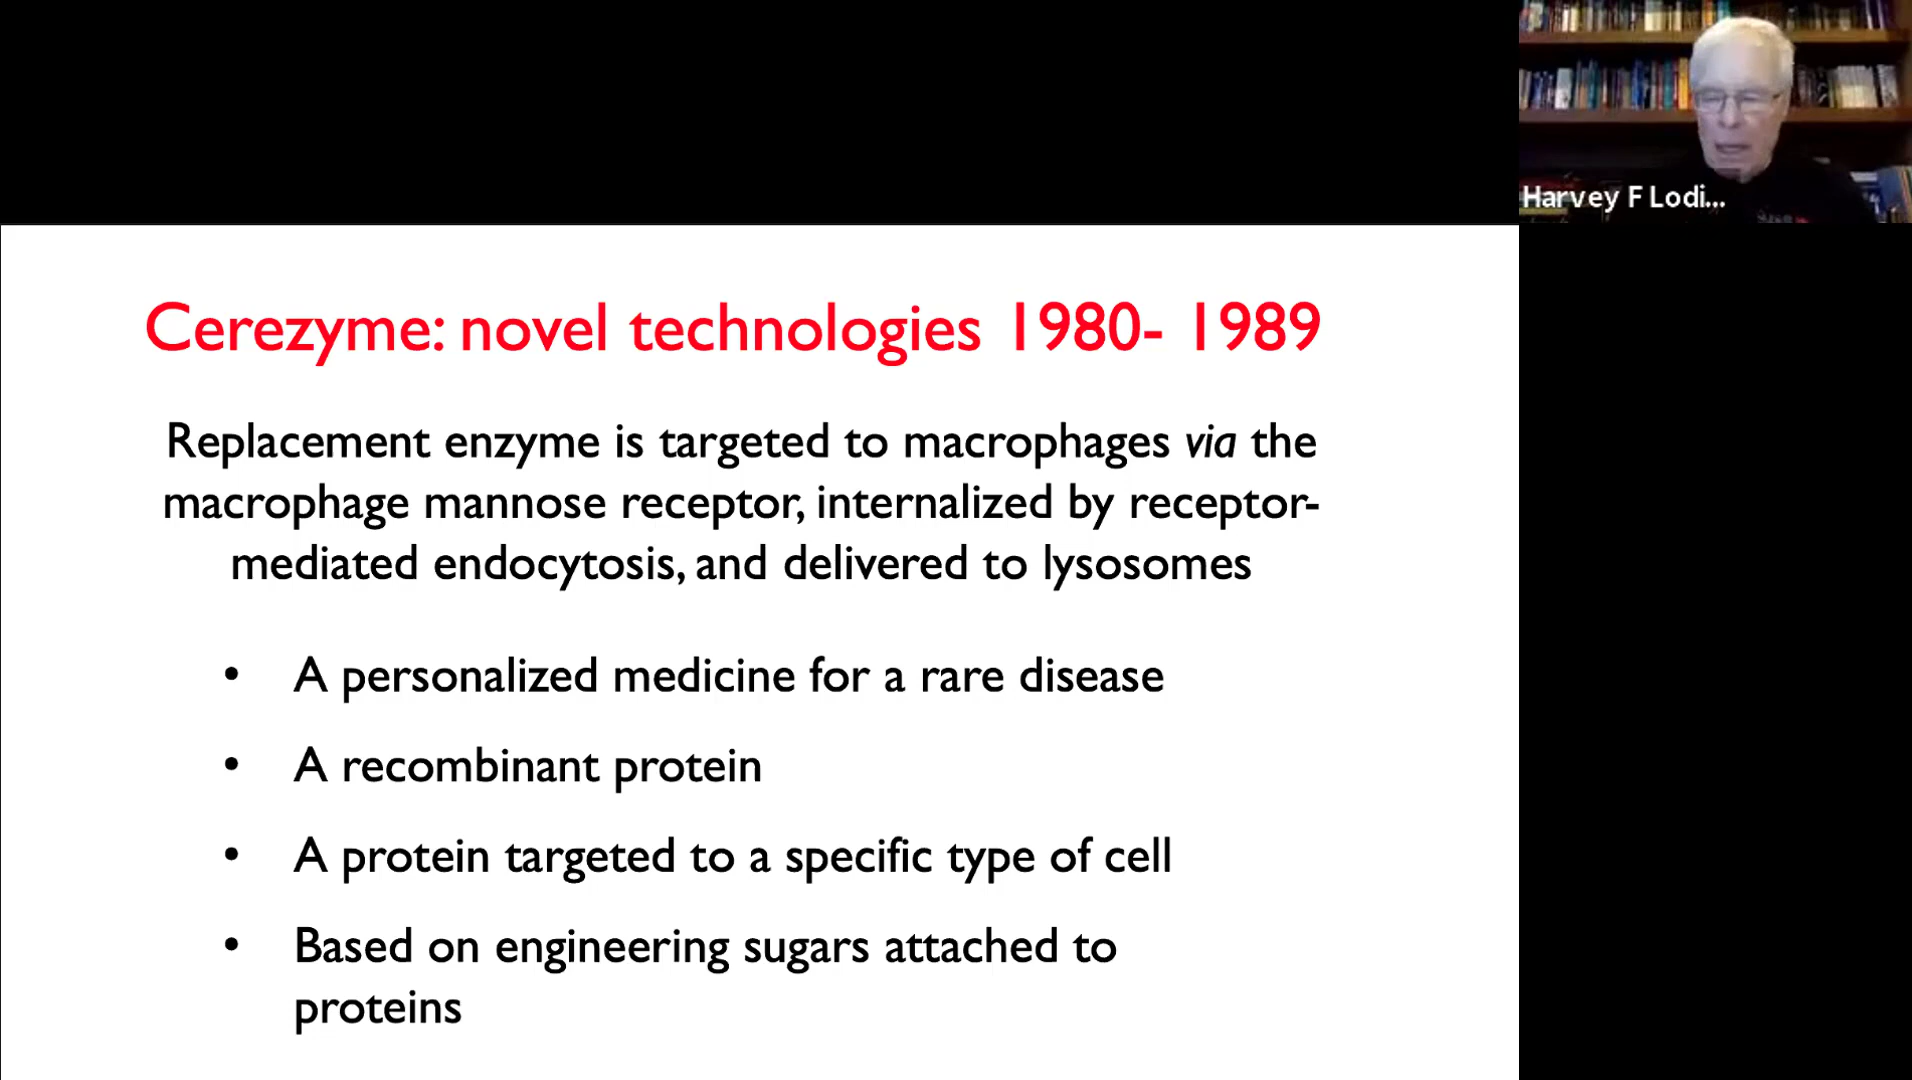 Harvey F Lodi...
Cerezyme: novel technologies 1980- 1989
Replacement enzyme is targeted to macrophages via the
macrophage mannose receptor, internalized by receptor-
mediated endocytosis, and delivered to lysosomes
• A personalized medicine for a rare disease
• A recombinant protein
• A protein targeted to a specific type of cell
• Based on engineering sugars attached to
proteins